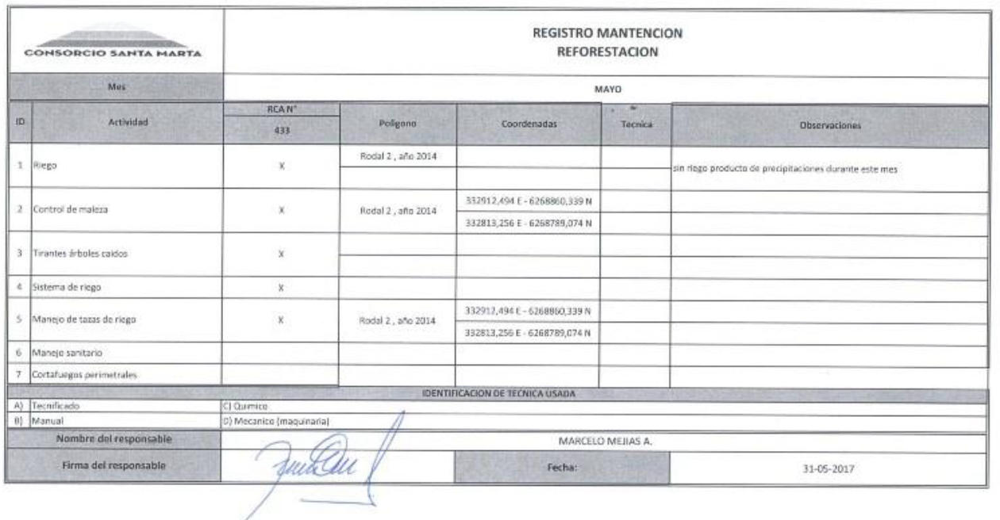 CONSORCIO SANTA MARTA
REGISTRO MANTENCION
REFORESTACION
Mes
MAYO
ID
Actividad
RCA N°
433
Poligono
Coordenadas
Tecnica
Observaciones
1 Riego X Rodal 2 , año 2014
sin riego producto de precipitaciones durante este mes
2 Control de maleza X Rodal 2 , año 2014
332912,494 E - 6268860,339 N
332813,256 E - 6268789,074 N
3 Tirantes árboles caidos X
4 Sistema de riego X
5 Manejo de tazas de riego X Rodal 2 , año 2014
332912,494 E - 6268860,339 N
332813,256 E - 6268789,074 N
6 Manejo sanitario
7 Cortafuegos perimetrales
IDENTIFICACION DE TECNICA USADA
A) Tecnificado C) Quimico
B) Manual D) Mecanico (maquinaria)
Nombre del responsable MARCELO MEJIAS A.
Firma del responsable Fecha: 31-05-2017